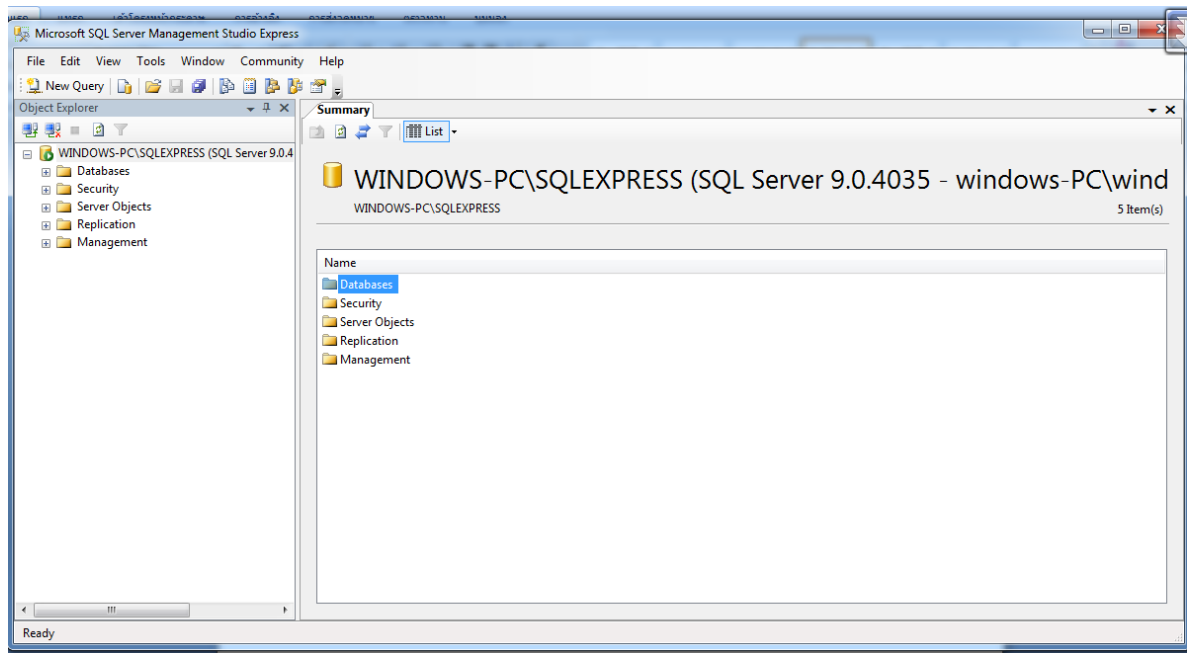 Microsoft SQL Server Management Studio Express
File Edit View Tools Window Community Help
New Query
Object Explorer
Summary
List
WINDOWS-PC\SQLEXPRESS (SQL Server 9.0.4
Databases
Security
Server Objects
Replication
Management
WINDOWS-PC\SQLEXPRESS (SQL Server 9.0.4035 - windows-PC\wind
WINDOWS-PC\SQLEXPRESS
5 Item(s)
Name
Databases
Security
Server Objects
Replication
Management
Ready